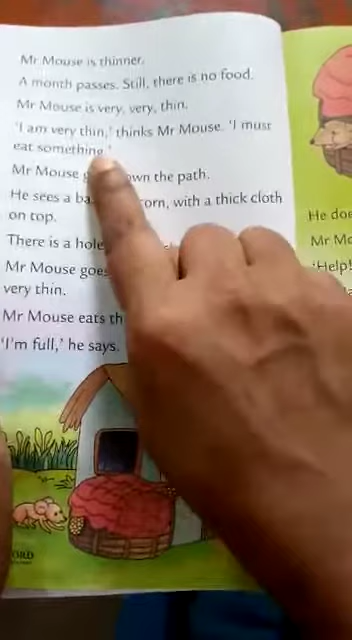 Mr Mouse is thinner.
A month passes. Still, there is no food.
Mr Mouse is very, very, thin.
'I am very thin,' thinks Mr Mouse. 'I must
eat something.'
Mr Mouse own the path.
He sees a ba orn, with a thick cloth
on top.
There is a hole
Mr Mouse goes
very thin.
Mr Mouse eats th
'I'm full,' he says.
He doe
Mr Mo
'Help!
ORD